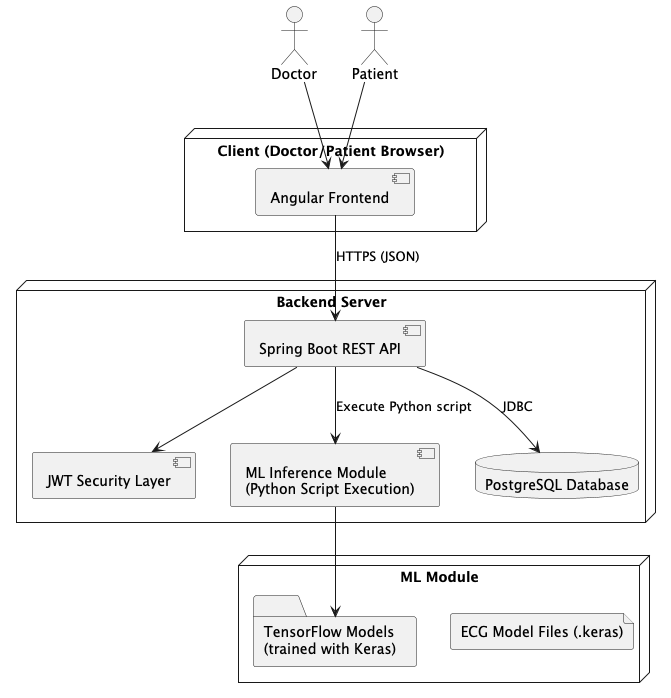 Doctor
Patient
Client (Doctor/Patient Browser)
Angular Frontend
HTTPS (JSON)
Backend Server
Spring Boot REST API
Execute Python script
JDBC
JWT Security Layer
ML Inference Module
(Python Script Execution)
PostgreSQL Database
ML Module
TensorFlow Models
(trained with Keras)
ECG Model Files (.keras)